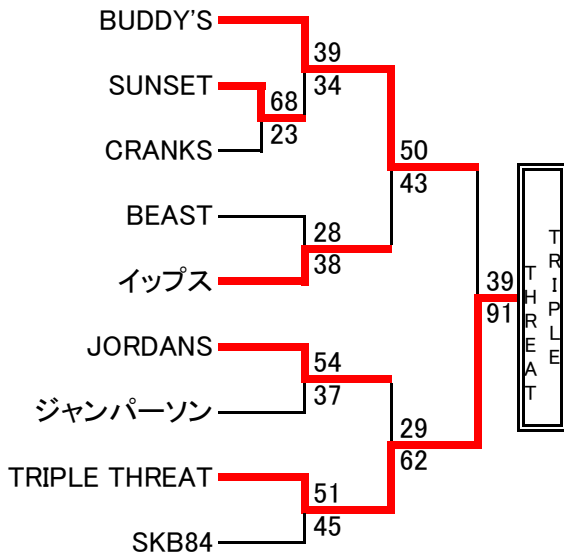 BUDDY'S
39
34
SUNSET
68
23
CRANKS
50
43
BEAST
28
38
イップス
TRIPLE
THREAT
39
91
JORDANS
54
37
ジャンパーソン
29
62
TRIPLE THREAT
51
45
SKB84